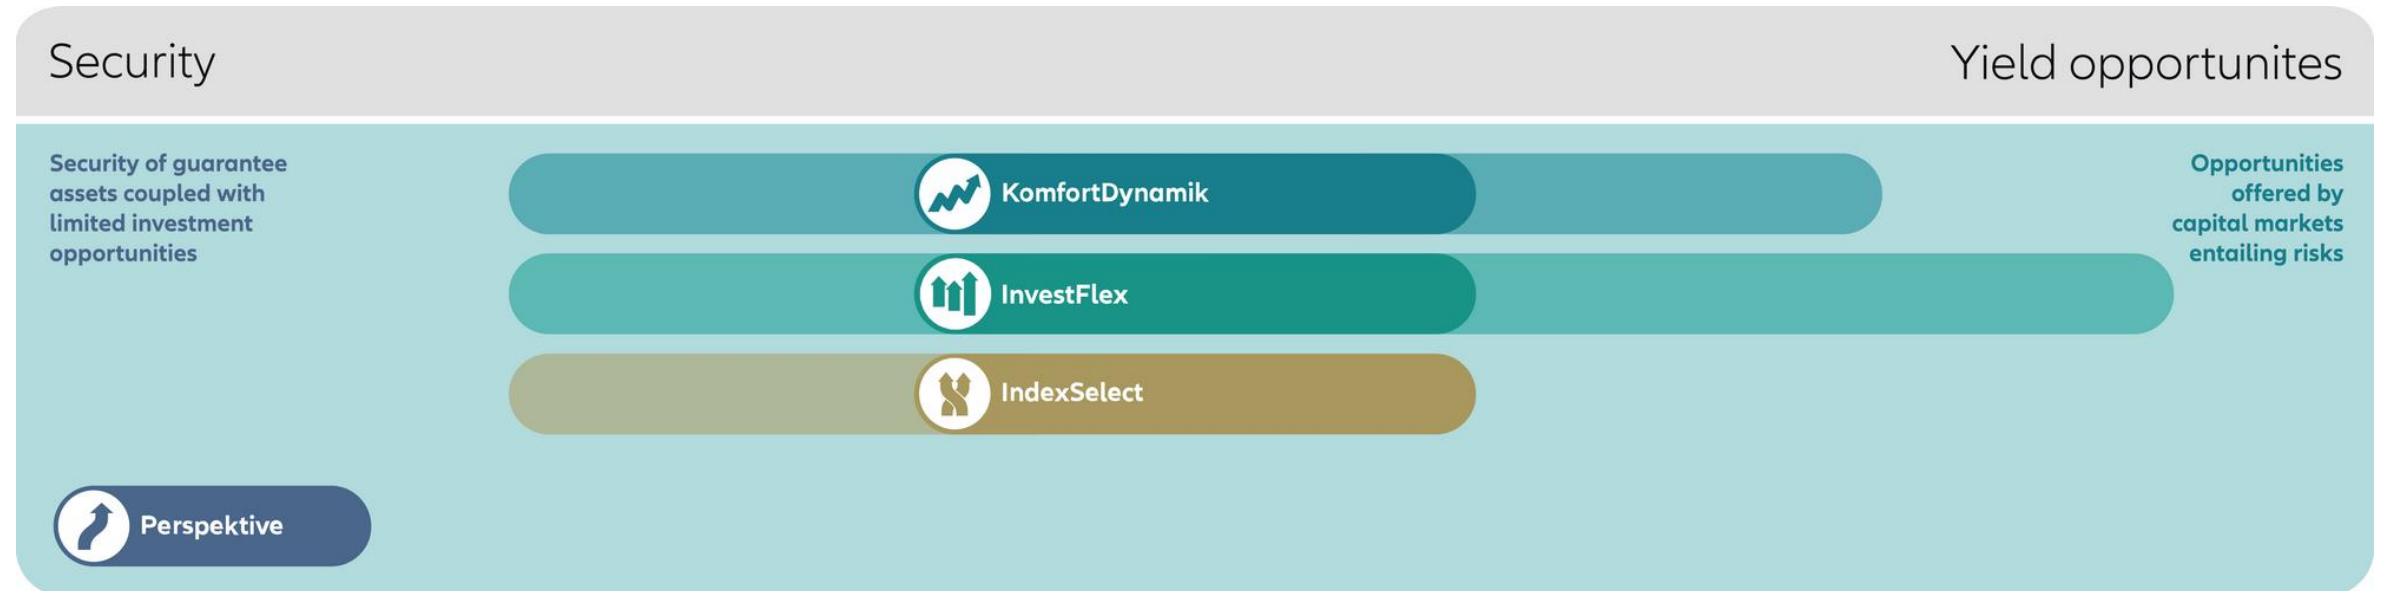 Security
Yield opportunites
Security of guarantee
assets coupled with
limited investment
opportunities
KomfortDynamik
InvestFlex
IndexSelect
Opportunities
offered by
capital markets
entailing risks
Perspektive